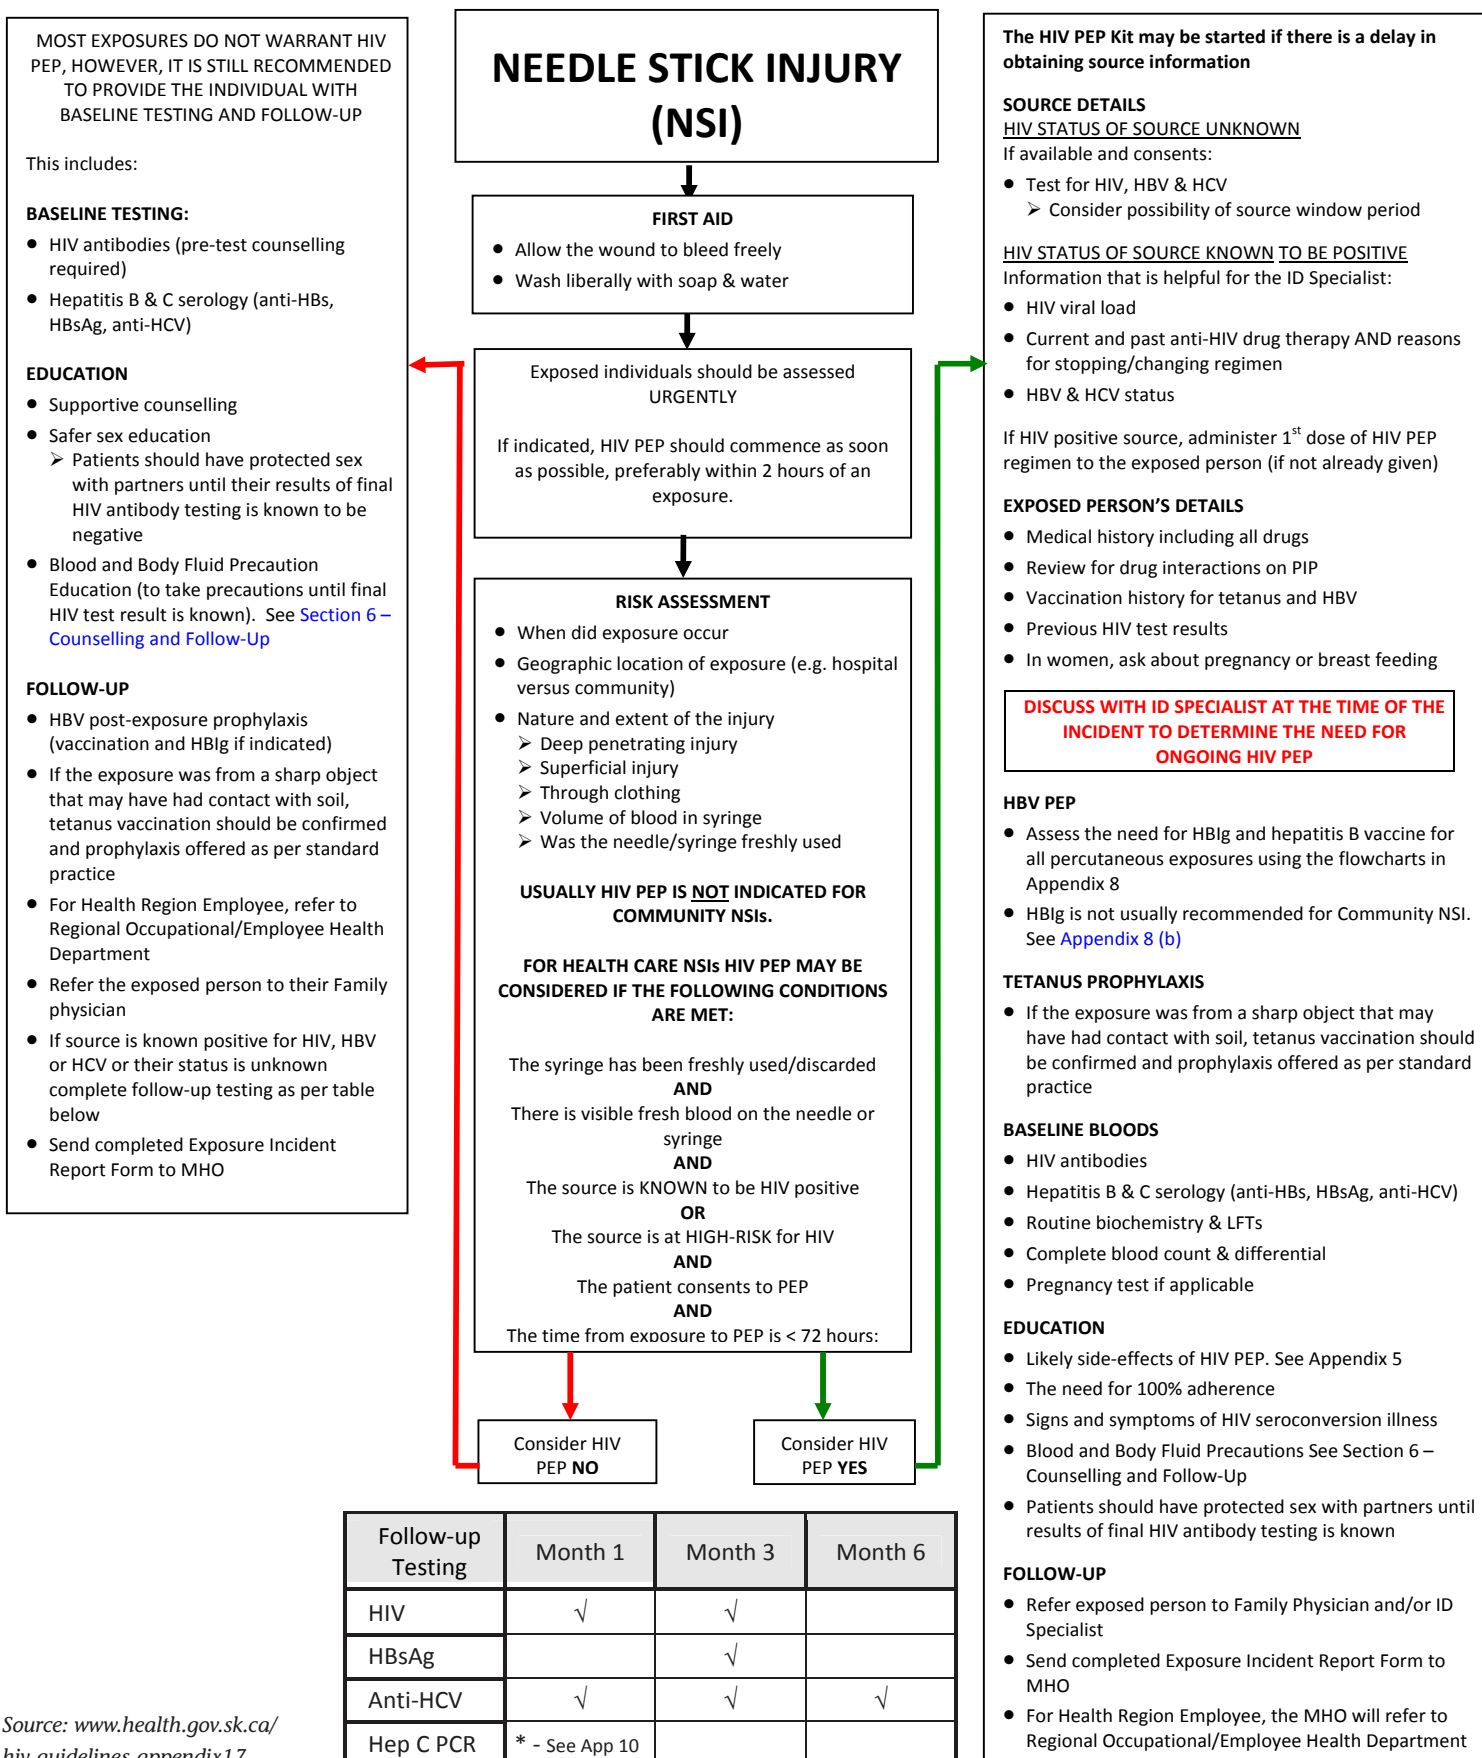 MOST EXPOSURES DO NOT WARRANT HIV
PEP, HOWEVER, IT IS STILL RECOMMENDED
TO PROVIDE THE INDIVIDUAL WITH
BASELINE TESTING AND FOLLOW-UP
This includes:
BASELINE TESTING:
● HIV antibodies (pre-test counselling
required)
● Hepatitis B & C serology (anti-HBs,
HBsAg, anti-HCV)
EDUCATION
● Supportive counselling
● Safer sex education
➢ Patients should have protected sex
with partners until their results of final
HIV antibody testing is known to be
negative
● Blood and Body Fluid Precaution
Education (to take precautions until final
HIV test result is known).  See Section 6 –
Counselling and Follow-Up
FOLLOW-UP
● HBV post-exposure prophylaxis
(vaccination and HBIg if indicated)
● If the exposure was from a sharp object
that may have had contact with soil,
tetanus vaccination should be confirmed
and prophylaxis offered as per standard
practice
● For Health Region Employee, refer to
Regional Occupational/Employee Health
Department
● Refer the exposed person to their Family
physician
● If source is known positive for HIV, HBV
or HCV or their status is unknown
complete follow-up testing as per table
below
● Send completed Exposure Incident
Report Form to MHO
NEEDLE STICK INJURY
(NSI)
FIRST AID
● Allow the wound to bleed freely
● Wash liberally with soap & water
Exposed individuals should be assessed
URGENTLY
If indicated, HIV PEP should commence as soon
as possible, preferably within 2 hours of an
exposure.
RISK ASSESSMENT
● When did exposure occur
● Geographic location of exposure (e.g. hospital
versus community)
● Nature and extent of the injury
➢ Deep penetrating injury
➢ Superficial injury
➢ Through clothing
➢ Volume of blood in syringe
➢ Was the needle/syringe freshly used
USUALLY HIV PEP IS NOT INDICATED FOR
COMMUNITY NSIs.
FOR HEALTH CARE NSIs HIV PEP MAY BE
CONSIDERED IF THE FOLLOWING CONDITIONS
ARE MET:
The syringe has been freshly used/discarded
AND
There is visible fresh blood on the needle or
syringe
AND
The source is KNOWN to be HIV positive
OR
The source is at HIGH-RISK for HIV
AND
The patient consents to PEP
AND
The time from exposure to PEP is < 72 hours:
Consider HIV
PEP NO
Consider HIV
PEP YES
The HIV PEP Kit may be started if there is a delay in
obtaining source information
SOURCE DETAILS
HIV STATUS OF SOURCE UNKNOWN
If available and consents:
● Test for HIV, HBV & HCV
➢ Consider possibility of source window period
HIV STATUS OF SOURCE KNOWN TO BE POSITIVE
Information that is helpful for the ID Specialist:
● HIV viral load
● Current and past anti-HIV drug therapy AND reasons
for stopping/changing regimen
● HBV & HCV status
If HIV positive source, administer 1st dose of HIV PEP
regimen to the exposed person (if not already given)
EXPOSED PERSON'S DETAILS
● Medical history including all drugs
● Review for drug interactions on PIP
● Vaccination history for tetanus and HBV
● Previous HIV test results
● In women, ask about pregnancy or breast feeding
DISCUSS WITH ID SPECIALIST AT THE TIME OF THE
INCIDENT TO DETERMINE THE NEED FOR
ONGOING HIV PEP
HBV PEP
● Assess the need for HBIg and hepatitis B vaccine for
all percutaneous exposures using the flowcharts in
Appendix 8
● HBIg is not usually recommended for Community NSI.
See Appendix 8 (b)
TETANUS PROPHYLAXIS
● If the exposure was from a sharp object that may
have had contact with soil, tetanus vaccination should
be confirmed and prophylaxis offered as per standard
practice
BASELINE BLOODS
● HIV antibodies
● Hepatitis B & C serology (anti-HBs, HBsAg, anti-HCV)
● Routine biochemistry & LFTs
● Complete blood count & differential
● Pregnancy test if applicable
EDUCATION
● Likely side-effects of HIV PEP. See Appendix 5
● The need for 100% adherence
● Signs and symptoms of HIV seroconversion illness
● Blood and Body Fluid Precautions See Section 6 –
Counselling and Follow-Up
● Patients should have protected sex with partners until
results of final HIV antibody testing is known
FOLLOW-UP
● Refer exposed person to Family Physician and/or ID
Specialist
● Send completed Exposure Incident Report Form to
MHO
● For Health Region Employee, the MHO will refer to
Regional Occupational/Employee Health Department
Follow-up
Testing
Month 1 Month 3 Month 6
HIV √ √
HBsAg √
Anti-HCV √ √ √
Hep C PCR * - See App 10
Source: www.health.gov.sk.ca/
hiv-guidelines-appendix17